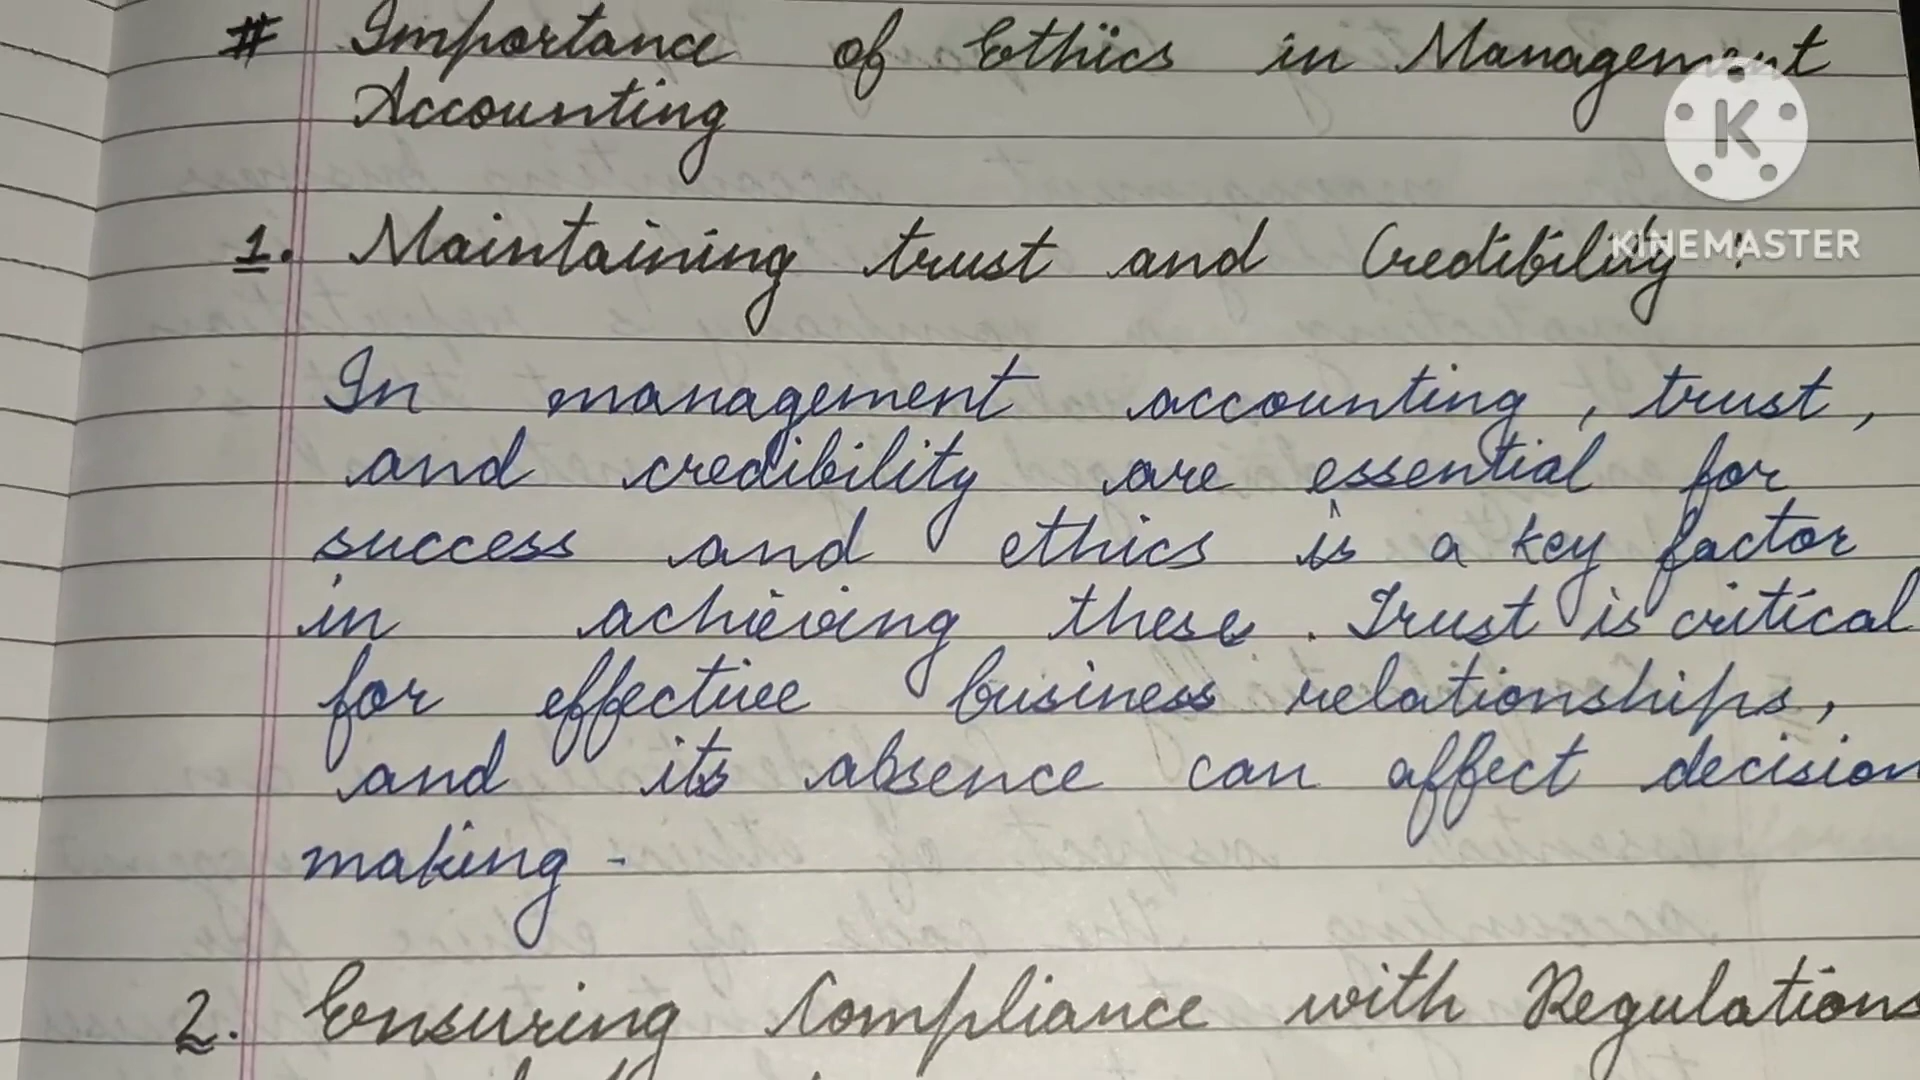 # Importance of Ethics in Management
Accounting
1. Maintaining trust and Credibility :
In management accounting, trust,
and credibility are essential for
success and ethics is a key factor
in achieving these. Trust is critical
for effective business relationships,
and its absence can affect decision
making -
2. Ensuring Compliance with Regulations
K
KINEMASTER